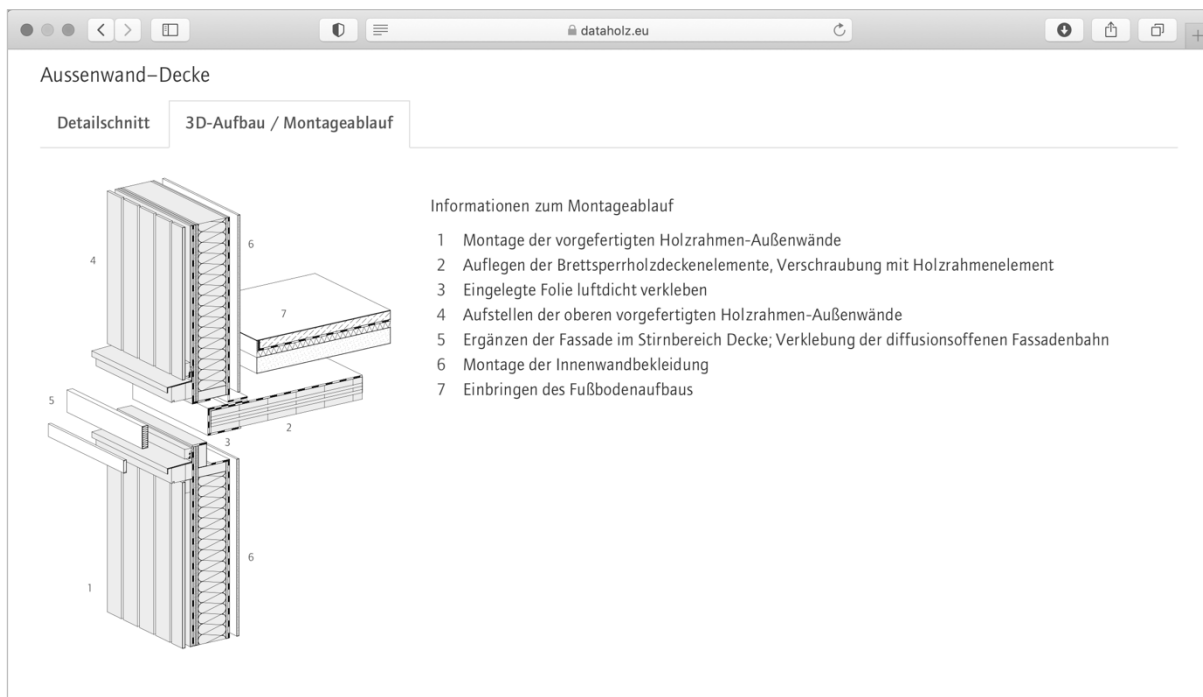 dataholz.eu
Aussenwand–Decke
Detailschnitt
3D-Aufbau / Montageablauf
Informationen zum Montageablauf
1 Montage der vorgefertigten Holzrahmen-Außenwände
2 Auflegen der Brettsperrholzdeckenelemente, Verschraubung mit Holzrahmenelement
3 Eingelegte Folie luftdicht verkleben
4 Aufstellen der oberen vorgefertigten Holzrahmen-Außenwände
5 Ergänzen der Fassade im Stirnbereich Decke; Verklebung der diffusionsoffenen Fassadenbahn
6 Montage der Innenwandbekleidung
7 Einbringen des Fußbodenaufbaus
6
4
7
5
2
3
6
1